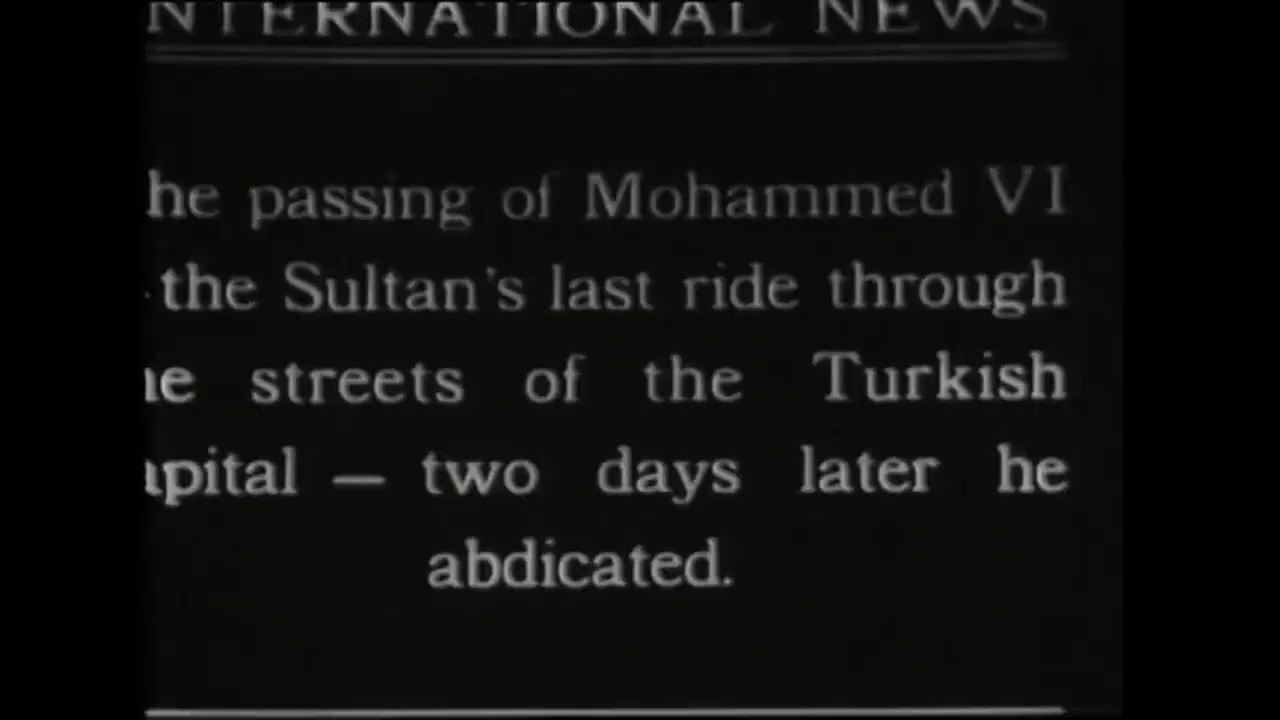 NTERNATIONAL NEWS
he passing of Mohammed VI
- the Sultan's last ride through
he streets of the Turkish
apital — two days later he
abdicated.